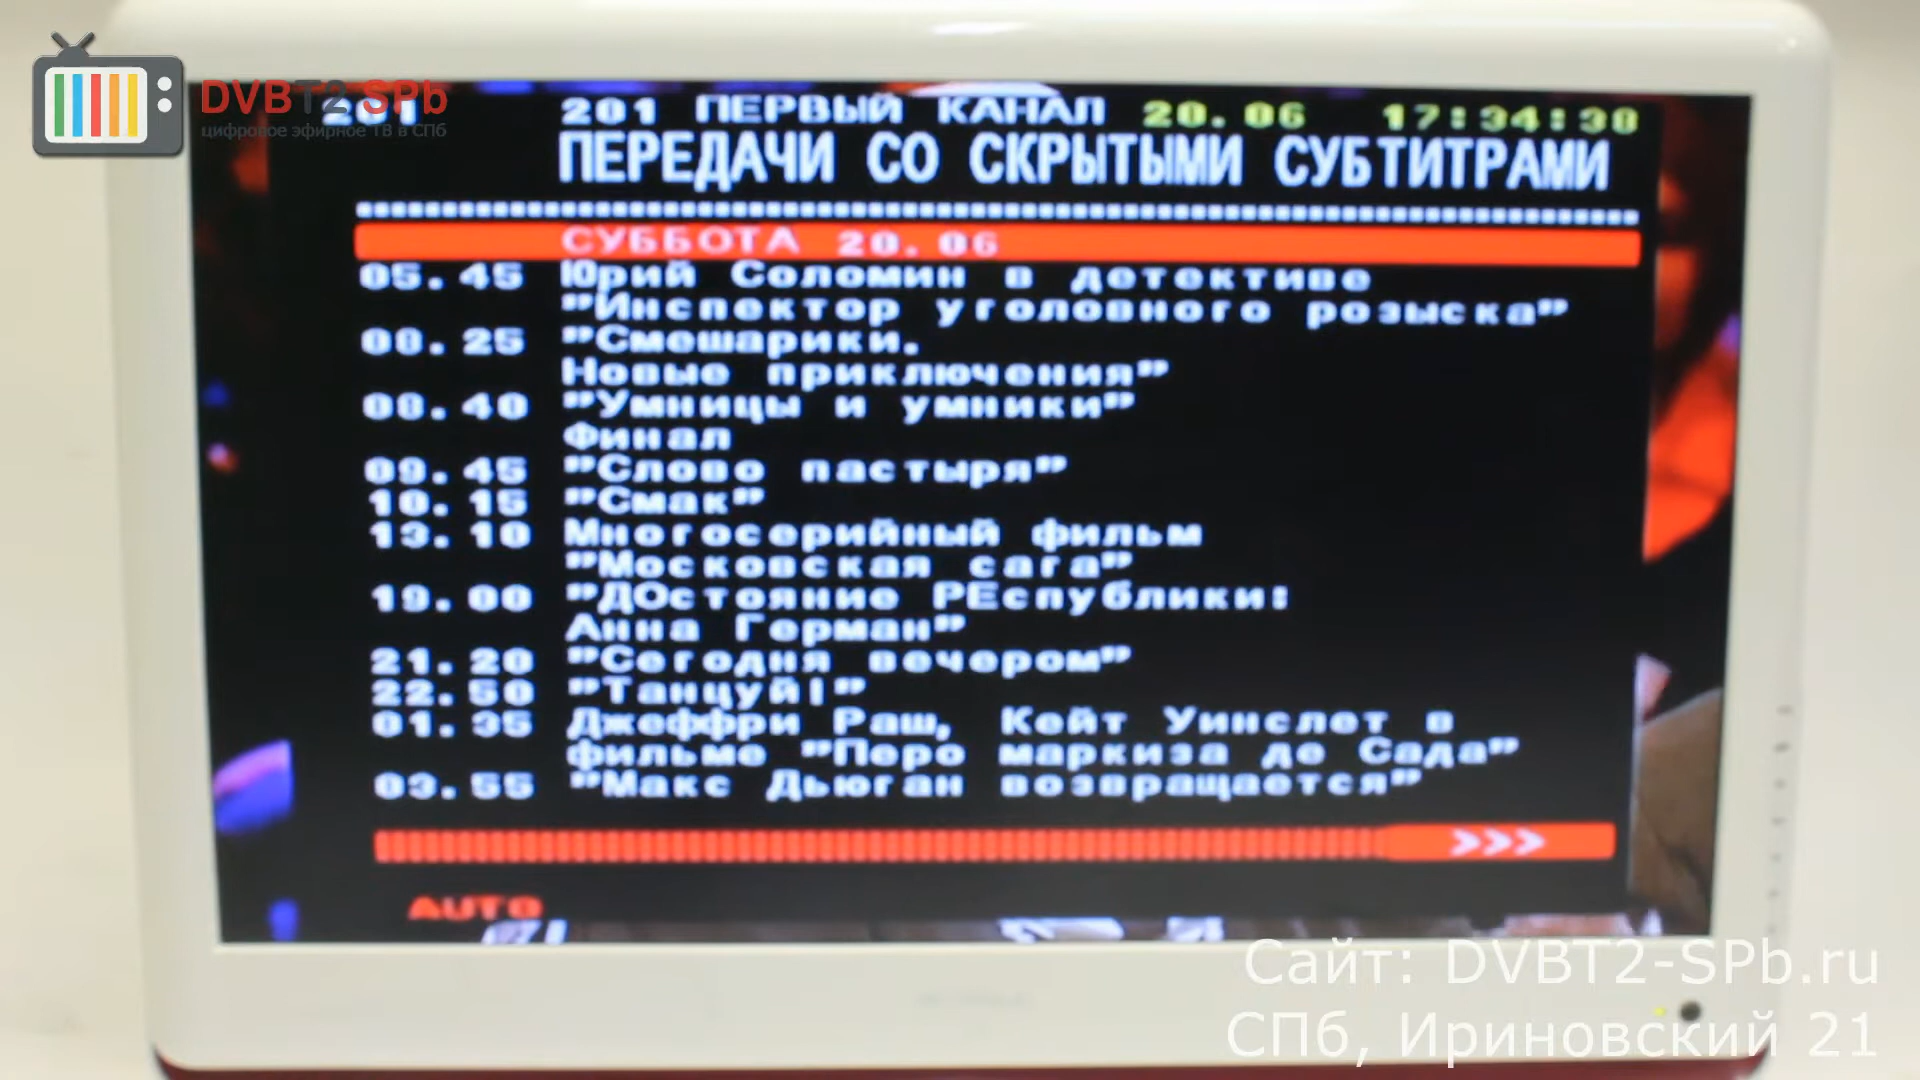 DVBT2 SPb
цифровое эфирное ТВ в СПб
201 201 ПЕРВЫЙ КАНАЛ 20.06 17:34:38
ПЕРЕДАЧИ СО СКРЫТЫМИ СУБТИТРАМИ
СУББОТА 20.06
05.45 Юрий Соломин в детективе
"Инспектор уголовного розыска"
08.25 "Смешарики.
Новые приключения"
08.40 "Умницы и умники"
Финал
09.45 "Слово пастыря"
10.15 "Смак"
13.10 Многосерийный фильм
"Московская сага"
19.00 "ДОстояние РЕспублики:
Анна Герман"
21.20 "Сегодня вечером"
22.50 "Танцуй!"
01.35 Джеффри Раш, Кейт Уинслет в
фильме "Перо маркиза де Сада"
03.55 "Макс Дьюган возвращается"
>>>
AUTO
Сайт: DVBT2-SPb.ru
СПб, Ириновский 21